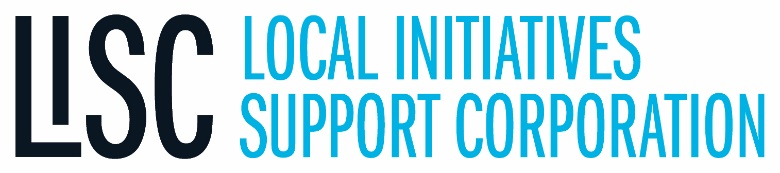 LISC
LOCAL INITIATIVES
SUPPORT CORPORATION